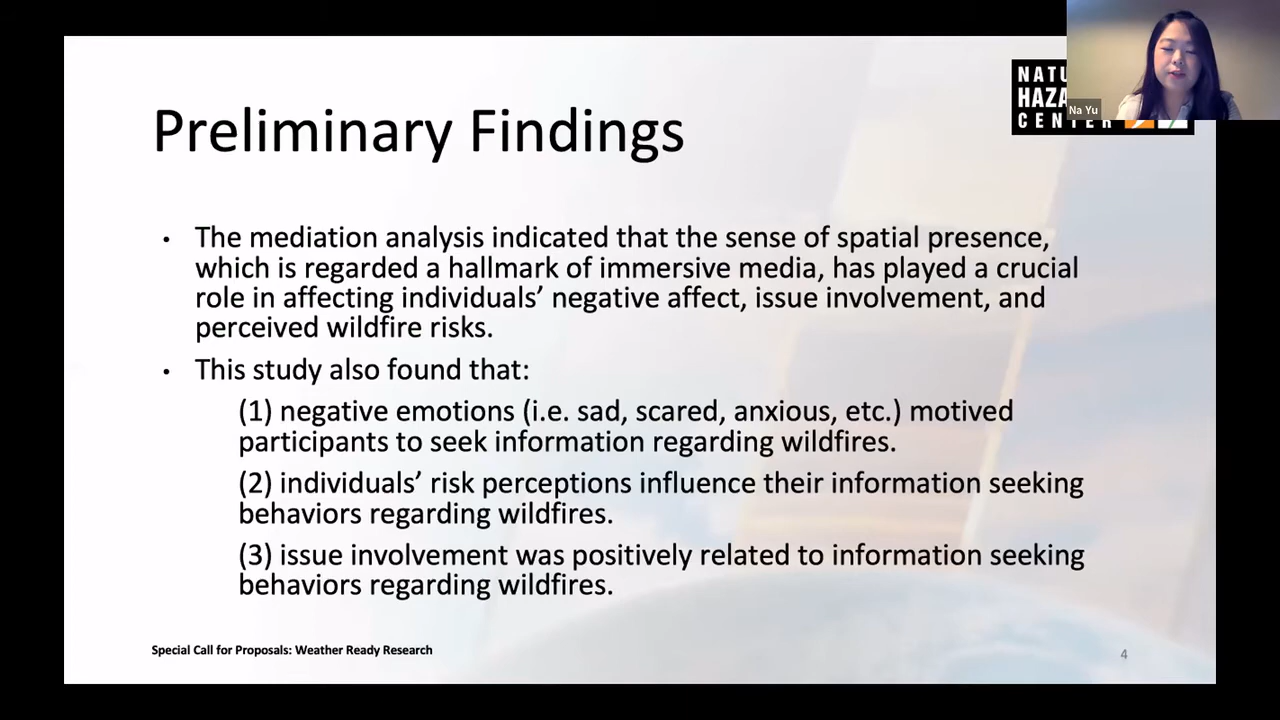 NATU
HAZA
CENTER
Na Yu
Preliminary Findings
• The mediation analysis indicated that the sense of spatial presence,
which is regarded a hallmark of immersive media, has played a crucial
role in affecting individuals’ negative affect, issue involvement, and
perceived wildfire risks.
• This study also found that:
(1) negative emotions (i.e. sad, scared, anxious, etc.) motived
participants to seek information regarding wildfires.
(2) individuals’ risk perceptions influence their information seeking
behaviors regarding wildfires.
(3) issue involvement was positively related to information seeking
behaviors regarding wildfires.
Special Call for Proposals: Weather Ready Research
4